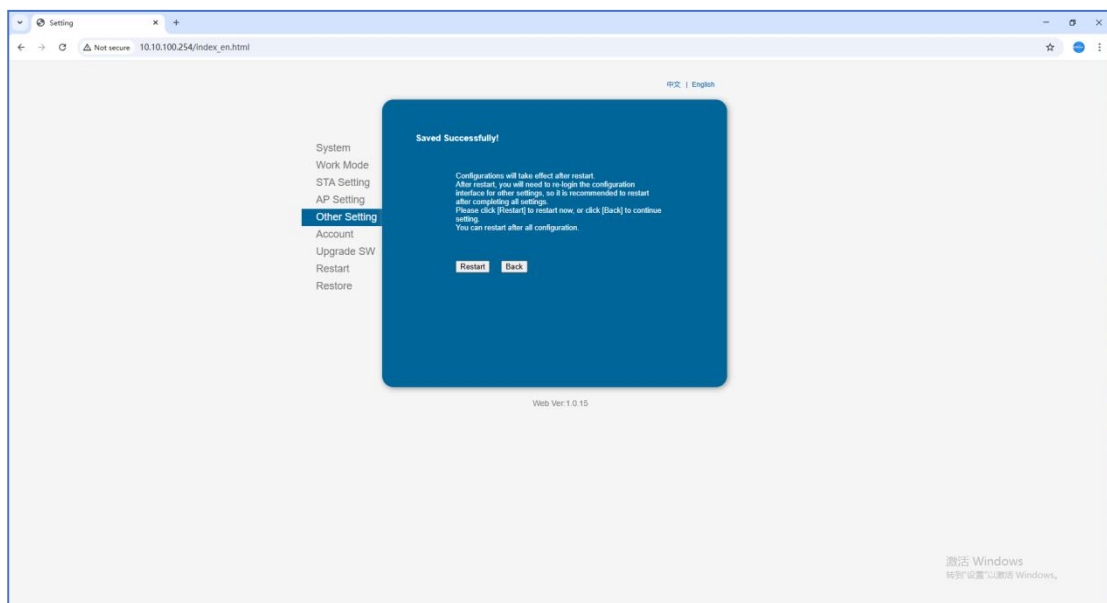 Setting
Not secure 10.10.100.254/index_en.html
中文 | English
Saved Successfully!
System
Work Mode
STA Setting
AP Setting
Other Setting
Account
Upgrade SW
Restart
Restore
Configurations will take effect after restart.
After restart, you will need to re-login the configuration
interface for other settings, so it is recommended to restart
after completing all settings.
Please click [Restart] to restart now, or click [Back] to continue
setting.
You can restart after all configuration.
Restart Back
Web Ver:1.0.15
激活 Windows
转到"设置"以激活 Windows。